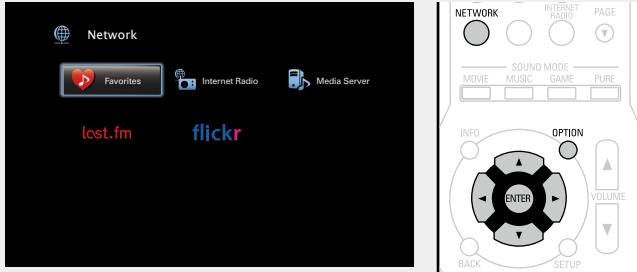 Network
Favorites
Internet Radio
Media Server
last.fm
flickr
NETWORK
INTERNET
RADIO
PAGE
SOUND MODE
MOVIE MUSIC GAME PURE
INFO
OPTION
ENTER
VOLUME
BACK
SETUP